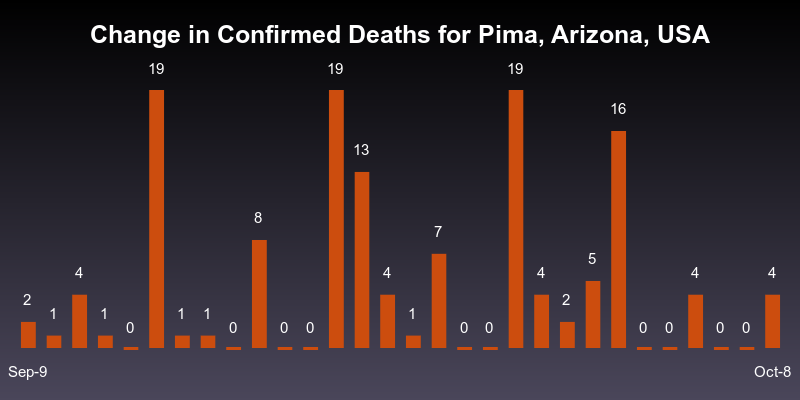 Change in Confirmed Deaths for Pima, Arizona, USA
19 19 19
16
13
8
7
5
4 4 4 4 4
2 2
1 1 1 1 1
0 0 0 0 0 0 0 0 0 0 0
Sep-9 Oct-8